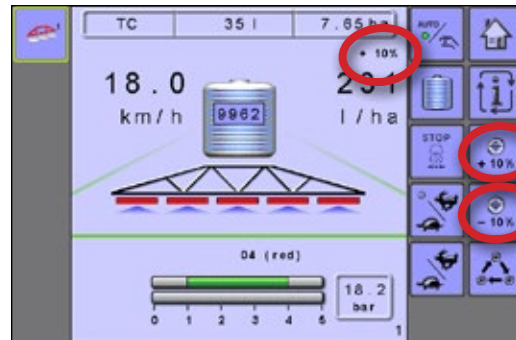 TC 35 l 7.65 ha
AUTO
+ 10%
18.0
km/h
9962
l/ha
STOP
+ 10%
- 10%
04 (red)
18.2
bar
0 1 2 3 4 5
1